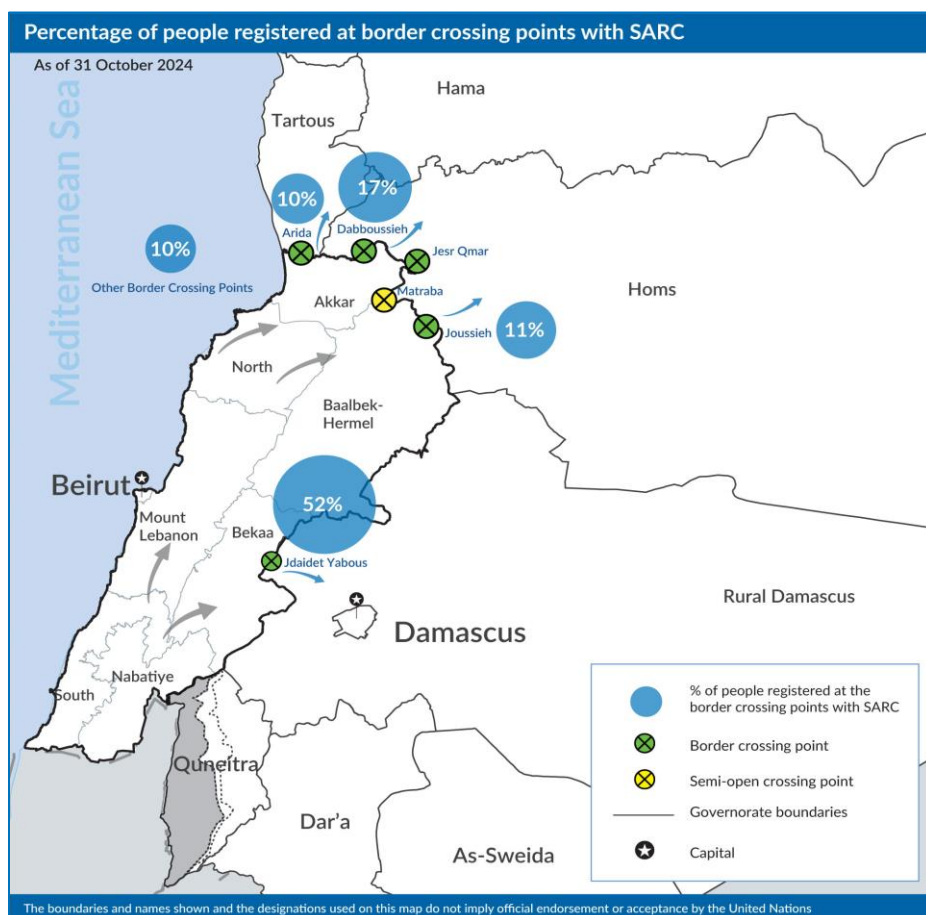 Percentage of people registered at border crossing points with SARC
As of 31 October 2024
Mediterranean Sea
Hama
Tartous
10%
Arida
17%
Dabboussieh
Jesr Qmar
10%
Other Border Crossing Points
Akkar
Matraba
Homs
Joussieh
11%
North
Baalbek-
Hermel
Beirut
Mount
Lebanon
Bekaa
52%
Jdaidet Yabous
Rural Damascus
Damascus
Nabatiye
South
Quneitra
Dar'a
As-Sweida
% of people registered at the
border crossing points with SARC
Border crossing point
Semi-open crossing point
Governorate boundaries
Capital
The boundaries and names shown and the designations used on this map do not imply official endorsement or acceptance by the United Nations